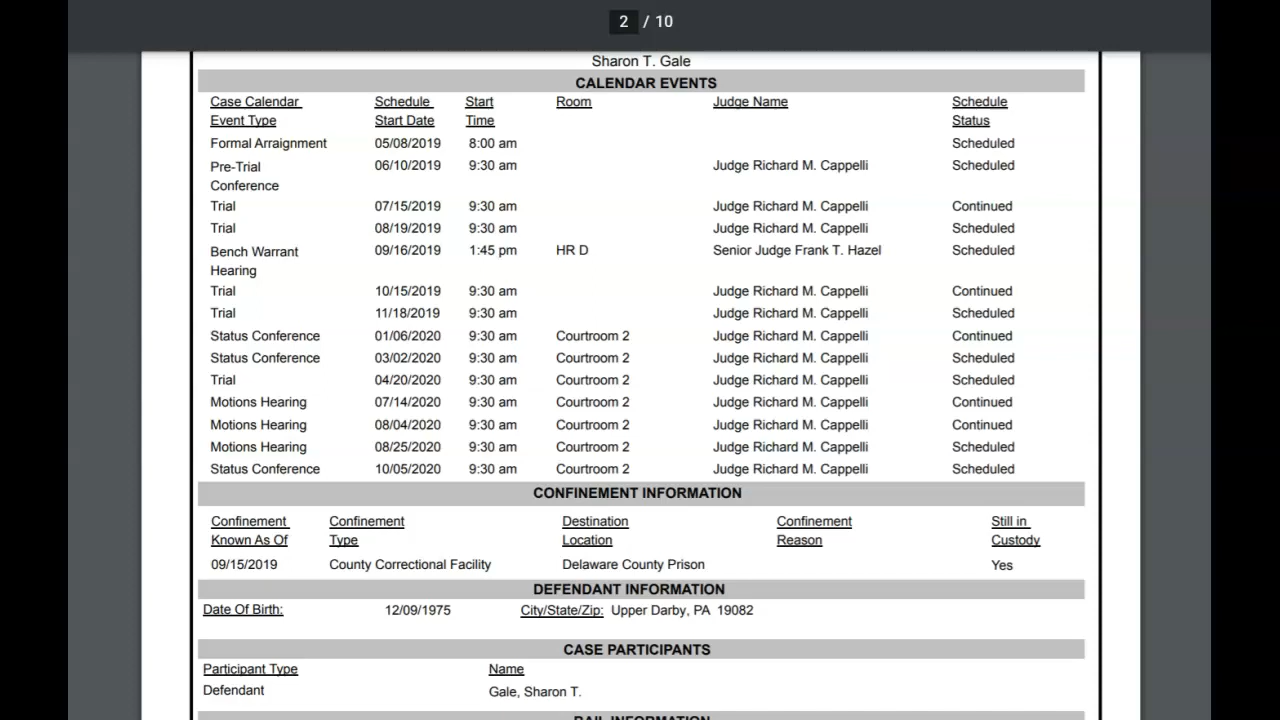 2 / 10
Sharon T. Gale
CALENDAR EVENTS
Case Calendar Schedule Start Room Judge Name Schedule
Event Type Start Date Time Status
Formal Arraignment 05/08/2019 8:00 am Scheduled
Pre-Trial 06/10/2019 9:30 am Judge Richard M. Cappelli Scheduled
Conference
Trial 07/15/2019 9:30 am Judge Richard M. Cappelli Continued
Trial 08/19/2019 9:30 am Judge Richard M. Cappelli Scheduled
Bench Warrant 09/16/2019 1:45 pm HR D Senior Judge Frank T. Hazel Scheduled
Hearing
Trial 10/15/2019 9:30 am Judge Richard M. Cappelli Continued
Trial 11/18/2019 9:30 am Judge Richard M. Cappelli Scheduled
Status Conference 01/06/2020 9:30 am Courtroom 2 Judge Richard M. Cappelli Continued
Status Conference 03/02/2020 9:30 am Courtroom 2 Judge Richard M. Cappelli Scheduled
Trial 04/20/2020 9:30 am Courtroom 2 Judge Richard M. Cappelli Scheduled
Motions Hearing 07/14/2020 9:30 am Courtroom 2 Judge Richard M. Cappelli Continued
Motions Hearing 08/04/2020 9:30 am Courtroom 2 Judge Richard M. Cappelli Continued
Motions Hearing 08/25/2020 9:30 am Courtroom 2 Judge Richard M. Cappelli Scheduled
Status Conference 10/05/2020 9:30 am Courtroom 2 Judge Richard M. Cappelli Scheduled
CONFINEMENT INFORMATION
Confinement Confinement Destination Confinement Still in
Known As Of Type Location Reason Custody
09/15/2019 County Correctional Facility Delaware County Prison Yes
DEFENDANT INFORMATION
Date Of Birth: 12/09/1975 City/State/Zip: Upper Darby, PA 19082
CASE PARTICIPANTS
Participant Type Name
Defendant Gale, Sharon T.
BAIL INFORMATION